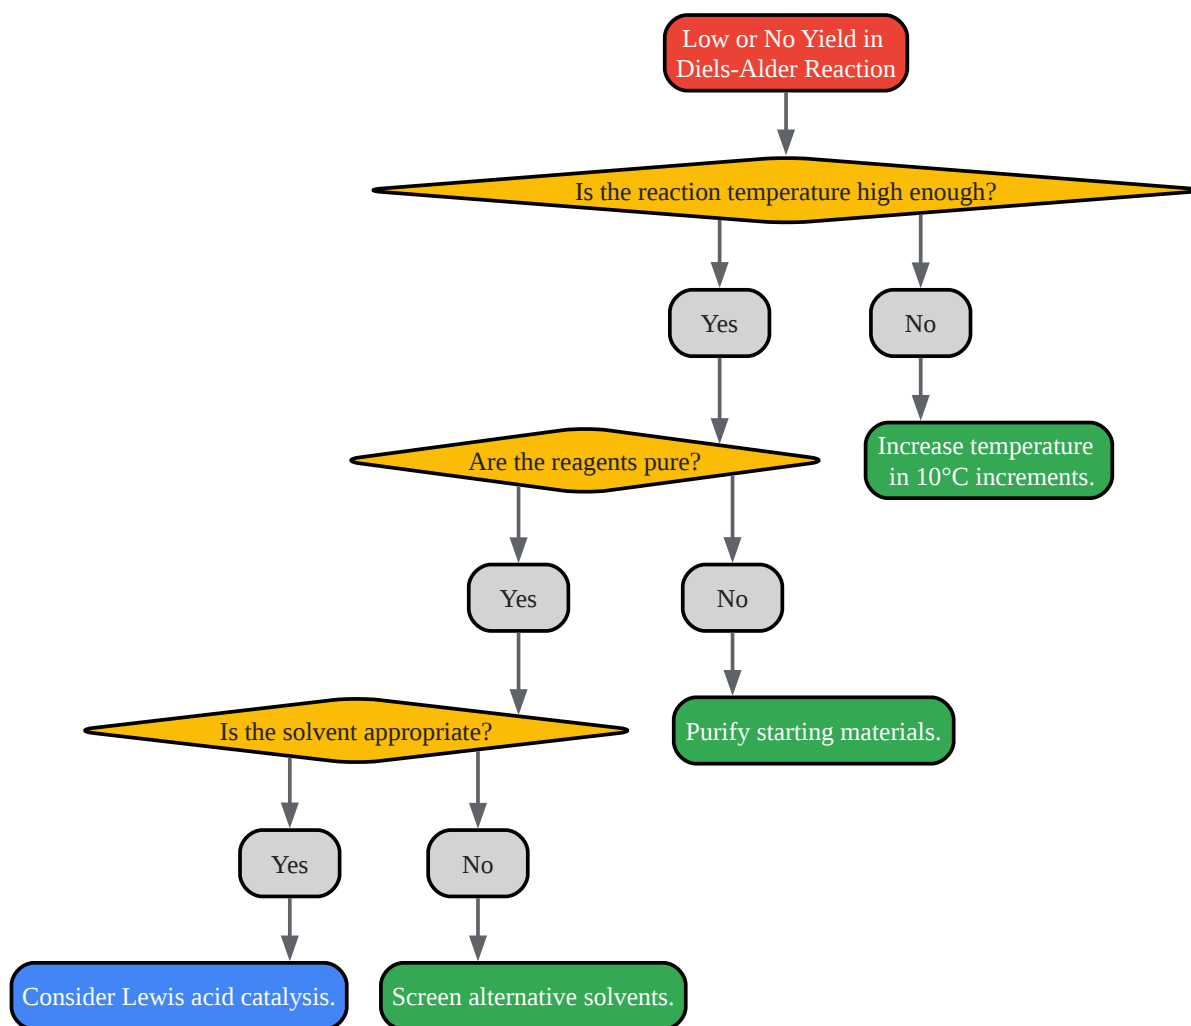 Low or No Yield in
Diels-Alder Reaction
Is the reaction temperature high enough?
Yes
No
Increase temperature
in 10°C increments.
Are the reagents pure?
Yes
No
Purify starting materials.
Is the solvent appropriate?
Yes
No
Consider Lewis acid catalysis.
Screen alternative solvents.